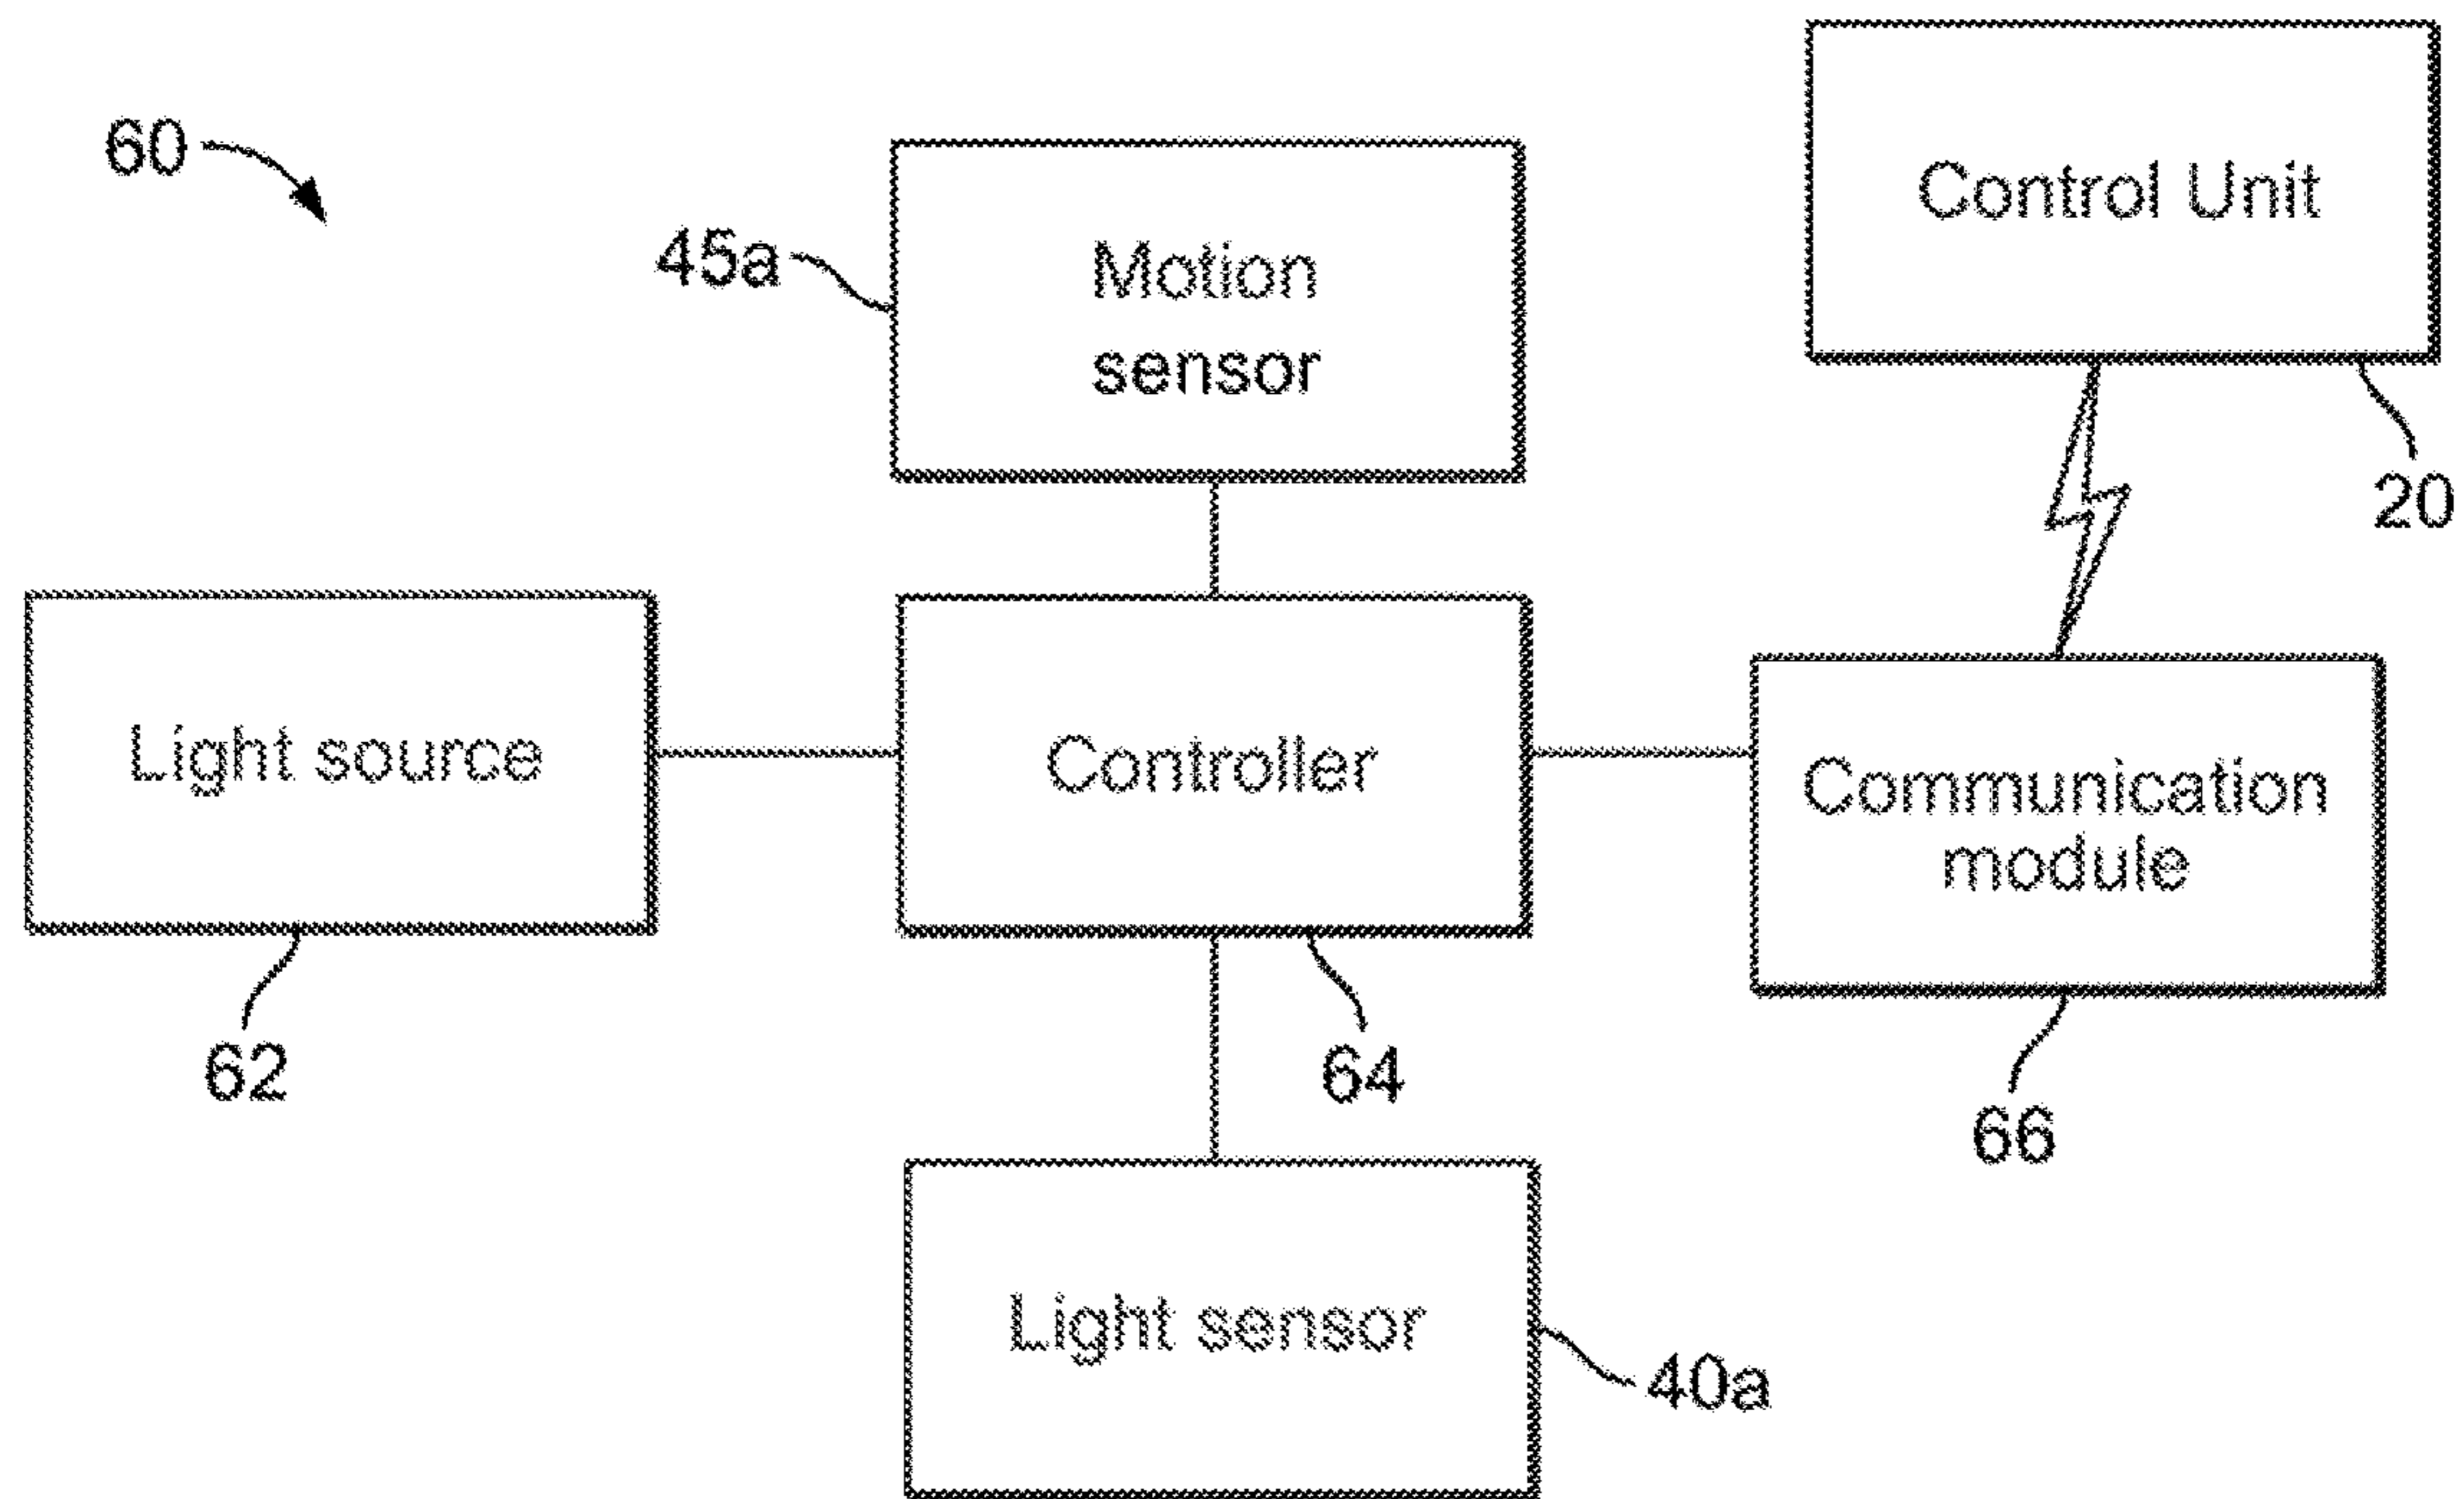 60
45a
Motion
sensor
Control Unit
20
Light source
62
Controller
64
Communication
module
66
Light sensor
40a